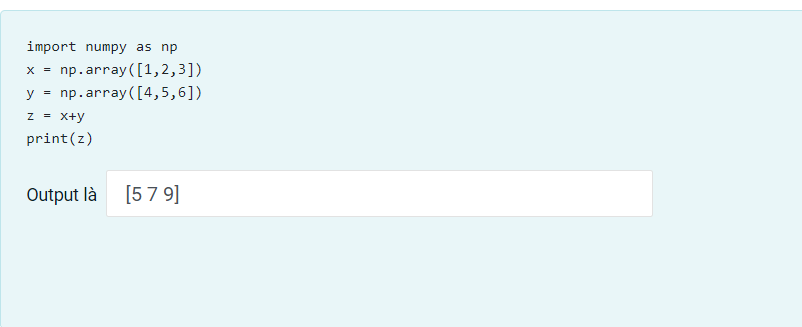 import numpy as np
x = np.array([1,2,3])
y = np.array([4,5,6])
z = x+y
print(z)
Output là [5 7 9]